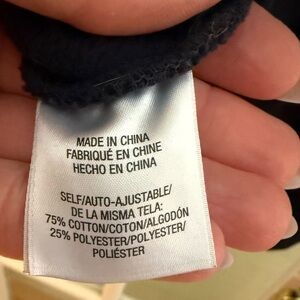 MADE IN CHINA
FABRIQUÉ EN CHINE
HECHO EN CHINA
SELF/AUTO-AJUSTABLE/
DE LA MISMA TELA:
75% COTTON/COTON/ALGODÓN
25% POLYESTER/POLYESTER/
POLIÉSTER